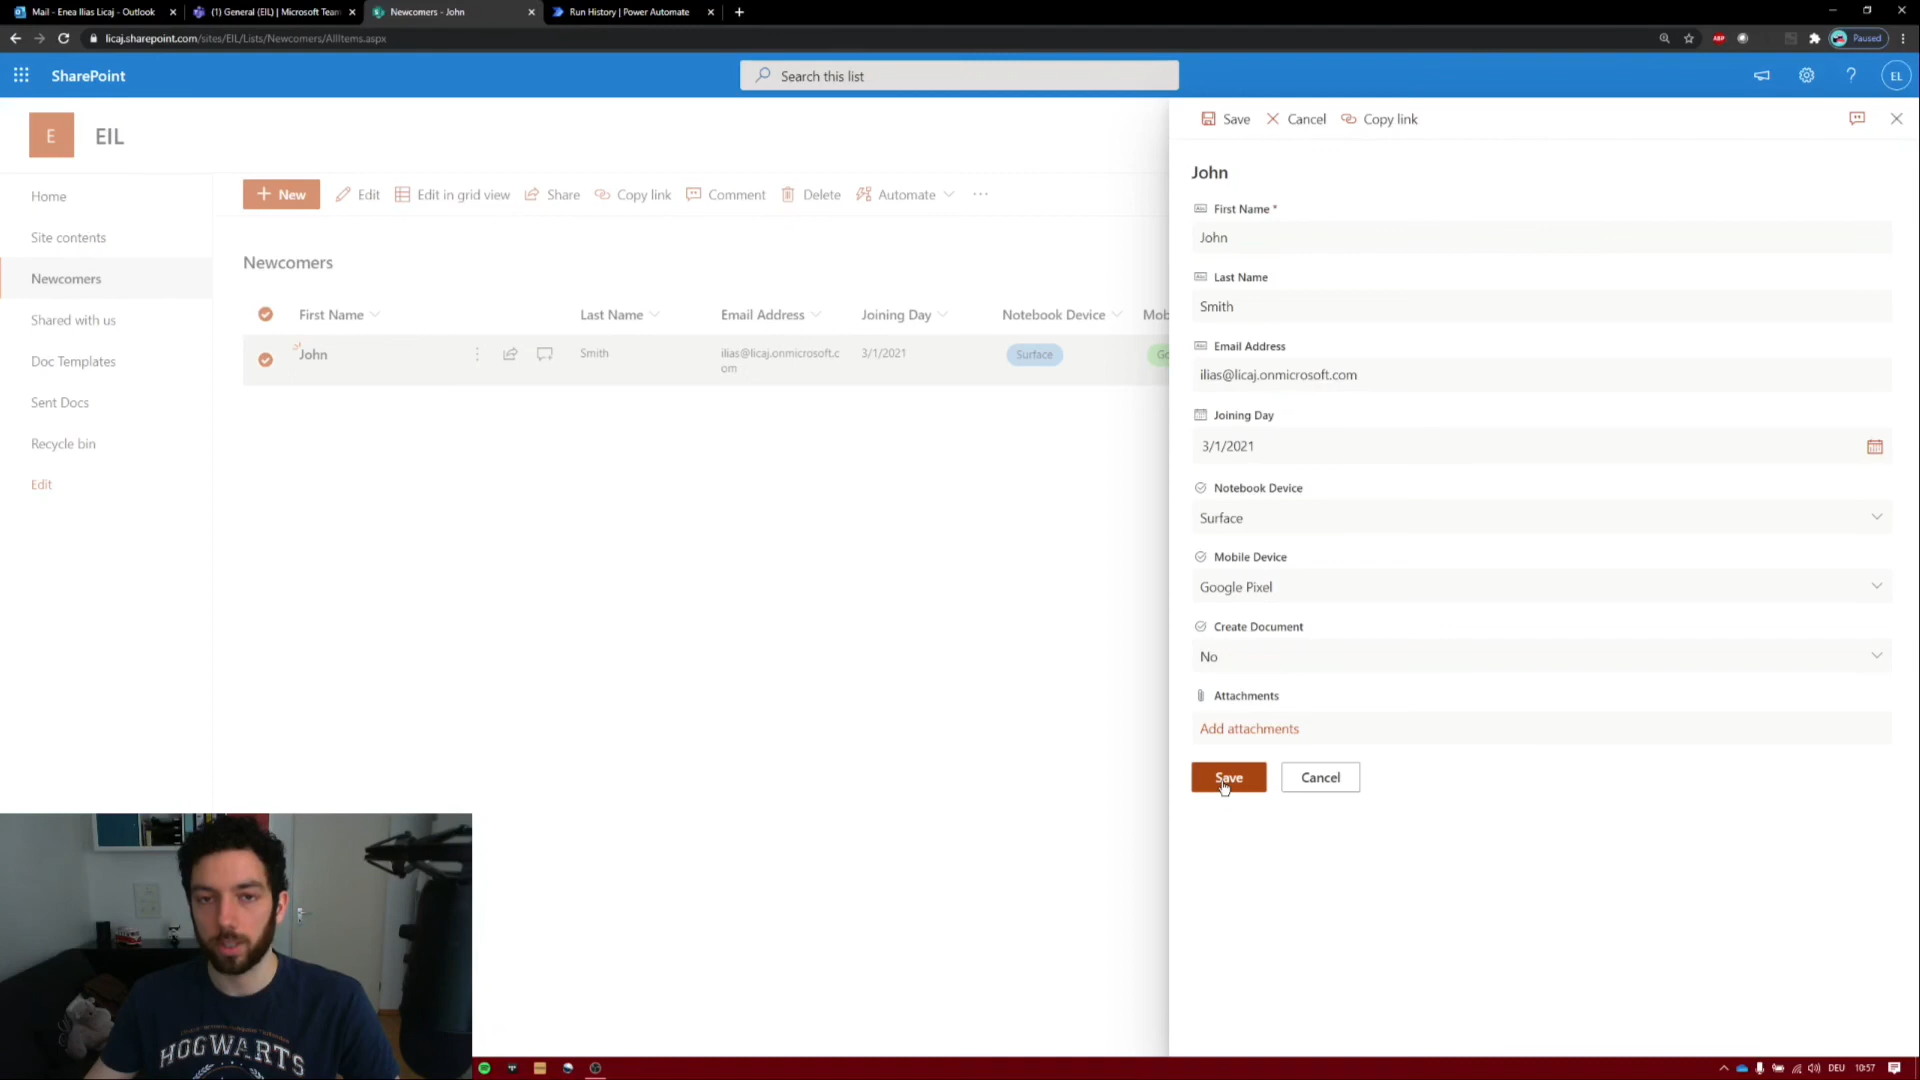 Mail - Enea Ilias Licaj - Outlook
(1) General (EIL) | Microsoft Team
Newcomers - John
Run History | Power Automate
licaj.sharepoint.com/sites/EIL/Lists/Newcomers/AllItems.aspx
ABP
Paused
SharePoint
Search this list
EL
E
EIL
Save
Cancel
Copy link
Home
Site contents
Newcomers
Shared with us
Doc Templates
Sent Docs
Recycle bin
Edit
New
Edit
Edit in grid view
Share
Copy link
Comment
Delete
Automate
Newcomers
First Name
Last Name
Email Address
Joining Day
Notebook Device
Mob
John
Smith
ilias@licaj.onmicrosoft.c
om
3/1/2021
Surface
Go
John
First Name *
John
Last Name
Smith
Email Address
ilias@licaj.onmicrosoft.com
Joining Day
3/1/2021
Notebook Device
Surface
Mobile Device
Google Pixel
Create Document
No
Attachments
Add attachments
Save
Cancel
HOGWARTS
DEU
10:57